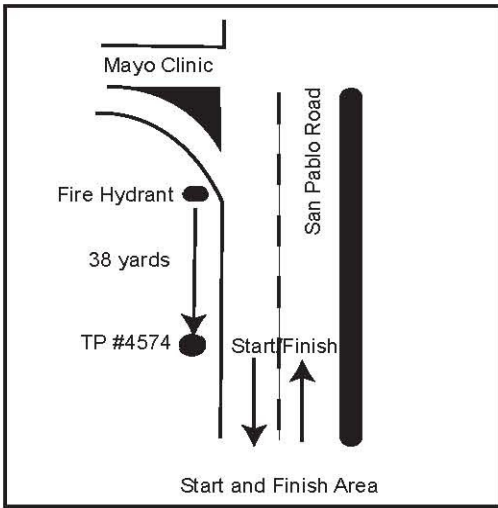 Mayo Clinic
San Pablo Road
Fire Hydrant
38 yards
TP #4574
Start/Finish
Start and Finish Area